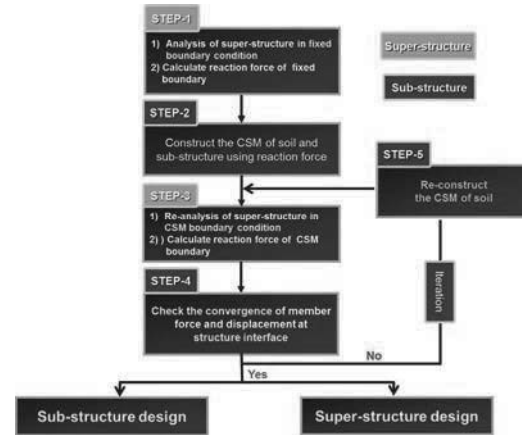 STEP-1
1) Analysis of super-structure in fixed
boundary condition
2) Calculate reaction force of fixed
boundary
Super-structure
Sub-structure
STEP-2
Construct the CSM of soil and
sub-structure using reaction force
STEP-5
Re-construct
the CSM of soil
STEP-3
1) Re-analysis of super-structure in
CSM boundary condition
2) ) Calculate reaction force of CSM
boundary
STEP-4
Check the convergence of member
force and displacement at
structure interface
Iteration
No
Yes
Sub-structure design
Super-structure design